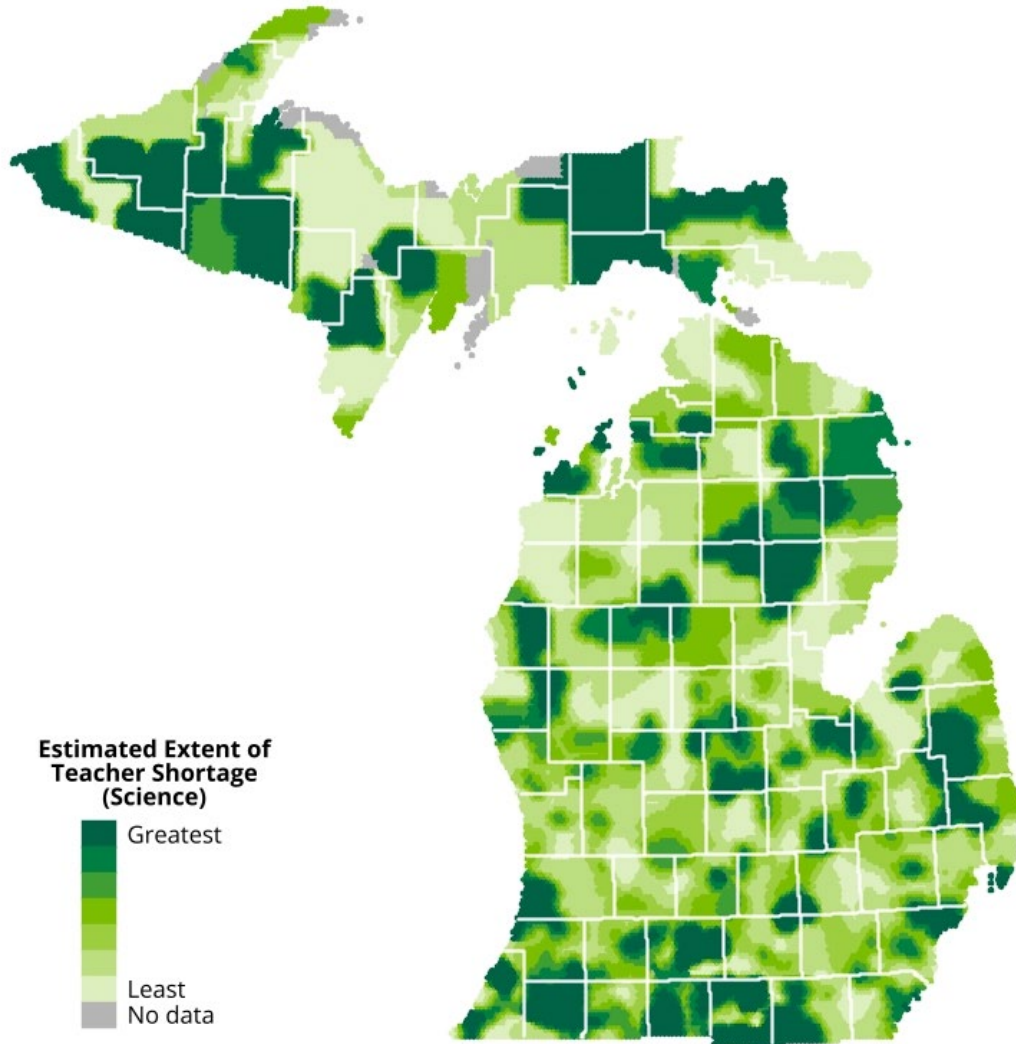 Estimated Extent of
Teacher Shortage
(Science)
Greatest
Least
No data